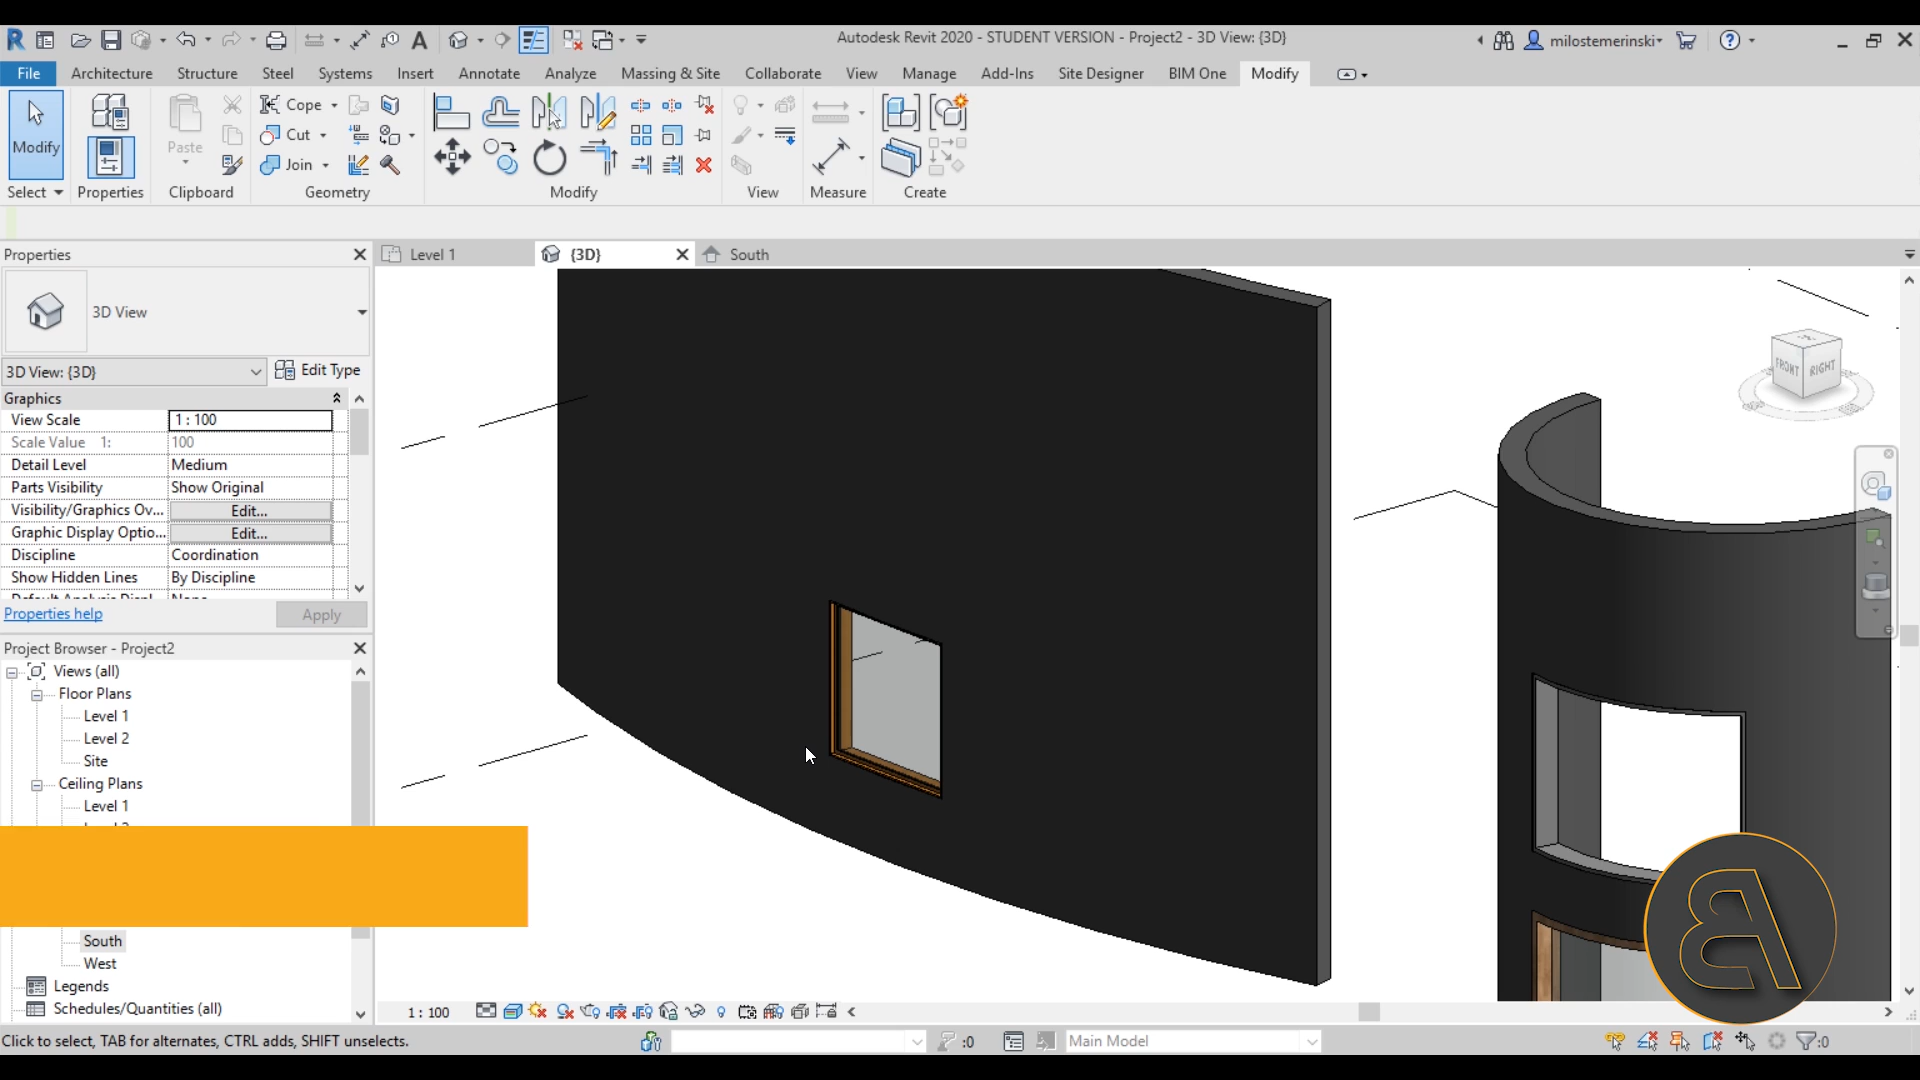 Autodesk Revit 2020 - STUDENT VERSION - Project2 - 3D View: {3D}
milostemerinski
File Architecture Structure Steel Systems Insert Annotate Analyze Massing & Site Collaborate View Manage Add-Ins Site Designer BIM One Modify
Modify
Paste
Cope
Cut
Join
Select Properties Clipboard Geometry Modify View Measure Create
Properties
Level 1 {3D} South
3D View
3D View: {3D} Edit Type
Graphics
View Scale 1 : 100
Scale Value 1: 100
Detail Level Medium
Parts Visibility Show Original
Visibility/Graphics Ov... Edit...
Graphic Display Optio... Edit...
Discipline Coordination
Show Hidden Lines By Discipline
Properties help Apply
Project Browser - Project2
Views (all)
Floor Plans
Level 1
Level 2
Site
Ceiling Plans
Level 1
South
West
Legends
Schedules/Quantities (all)
FRONT RIGHT
1 : 100
Click to select, TAB for alternates, CTRL adds, SHIFT unselects.
:0 Main Model :0